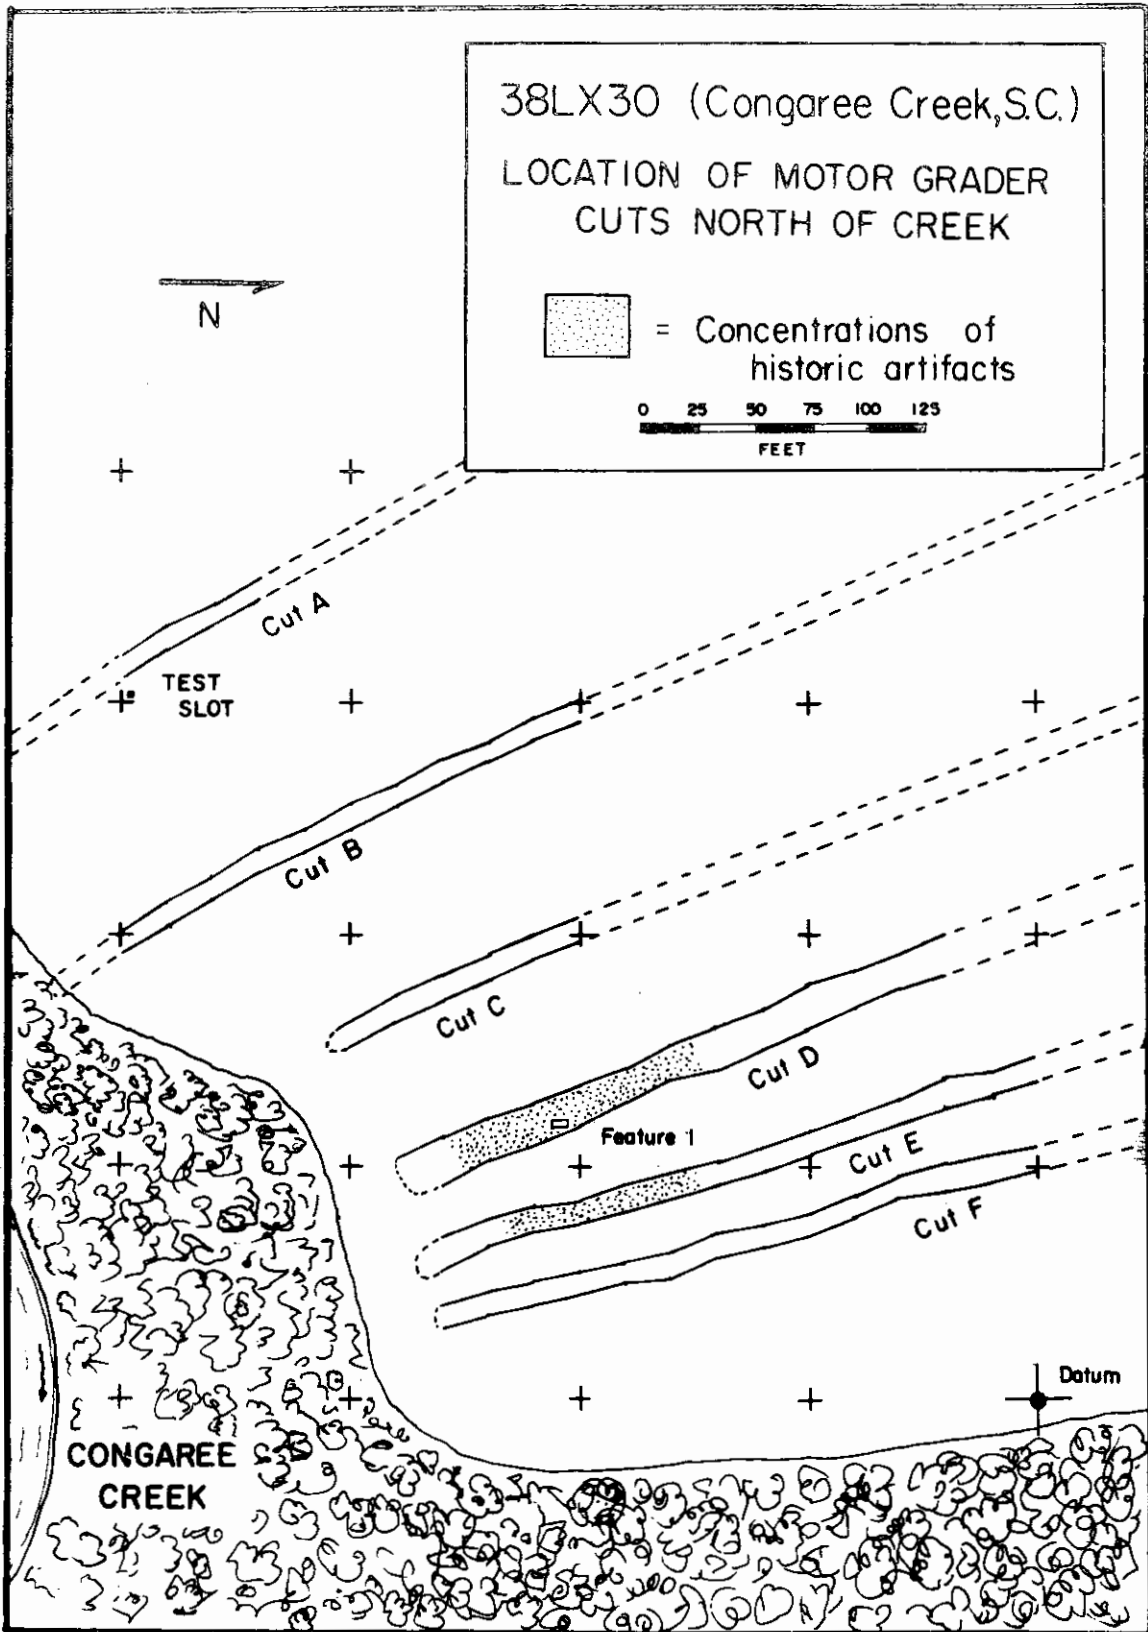 38LX30 (Congaree Creek, S.C.)
LOCATION OF MOTOR GRADER
CUTS NORTH OF CREEK
N
= Concentrations of
historic artifacts
0 25 50 75 100 125
FEET
Cut A
TEST
SLOT
Cut B
Cut C
Cut D
Feature 1
Cut E
Cut F
Datum
CONGAREE
CREEK